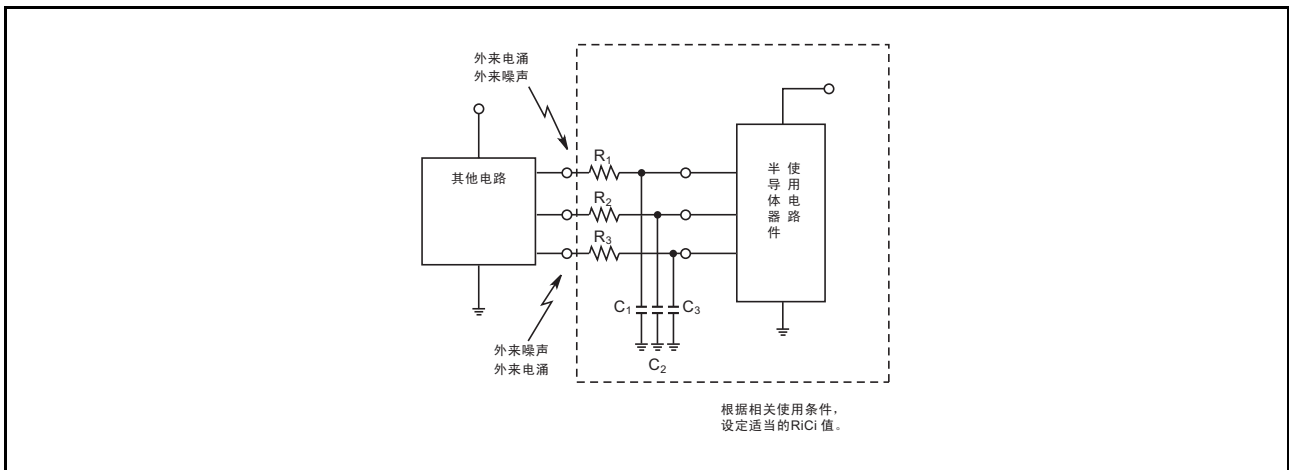 外来电涌
外来噪声
其他电路
R₁
R₂
R₃
使用电路
半导体器件
C₁
C₃
C₂
外来噪声
外来电涌
根据相关使用条件，
设定适当的RiCi 值。